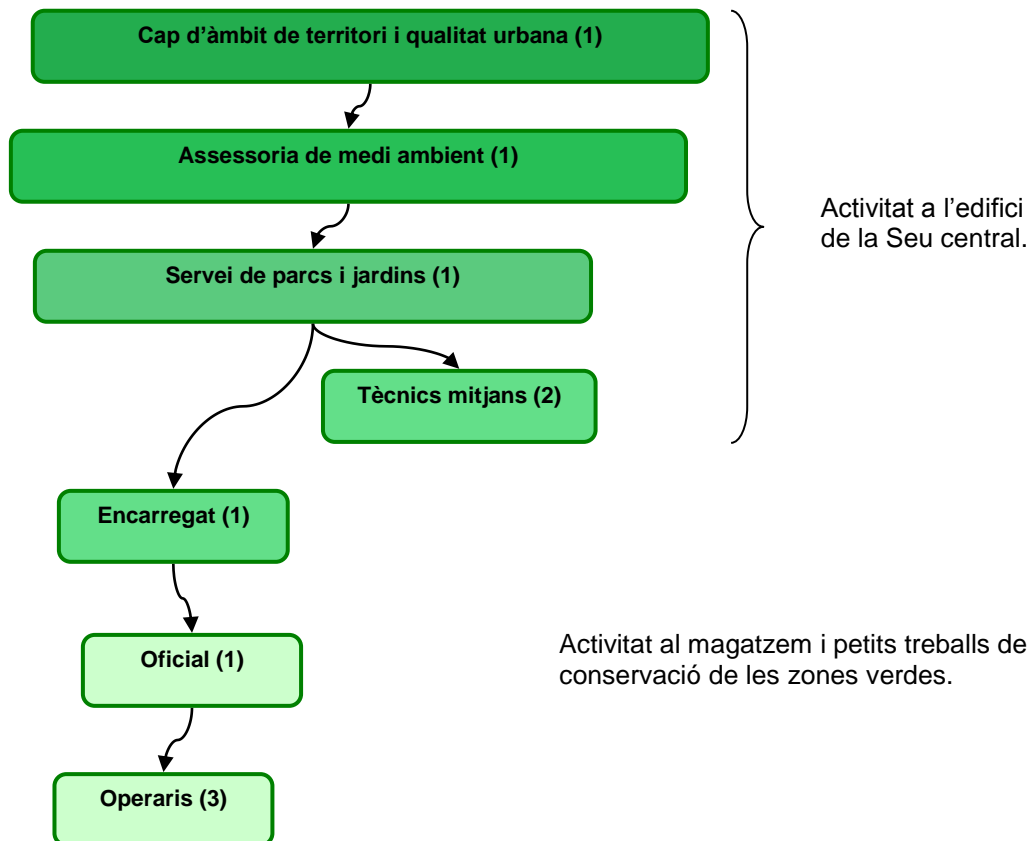 Cap d’àmbit de territori i qualitat urbana (1)
Assessoria de medi ambient (1)
Activitat a l’edifici
de la Seu central.
Servei de parcs i jardins (1)
Tècnics mitjans (2)
Encarregat (1)
Oficial (1)
Activitat al magatzem i petits treballs de
conservació de les zones verdes.
Operaris (3)